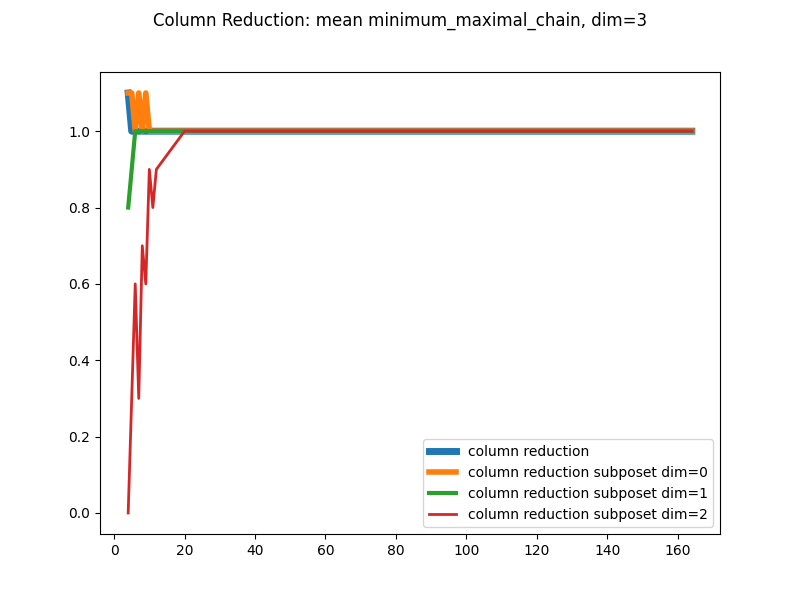 Column Reduction: mean minimum_maximal_chain, dim=3
1.0
0.8
0.6
0.4
0.2
0.0
0 20 40 60 80 100 120 140 160
column reduction
column reduction subposet dim=0
column reduction subposet dim=1
column reduction subposet dim=2